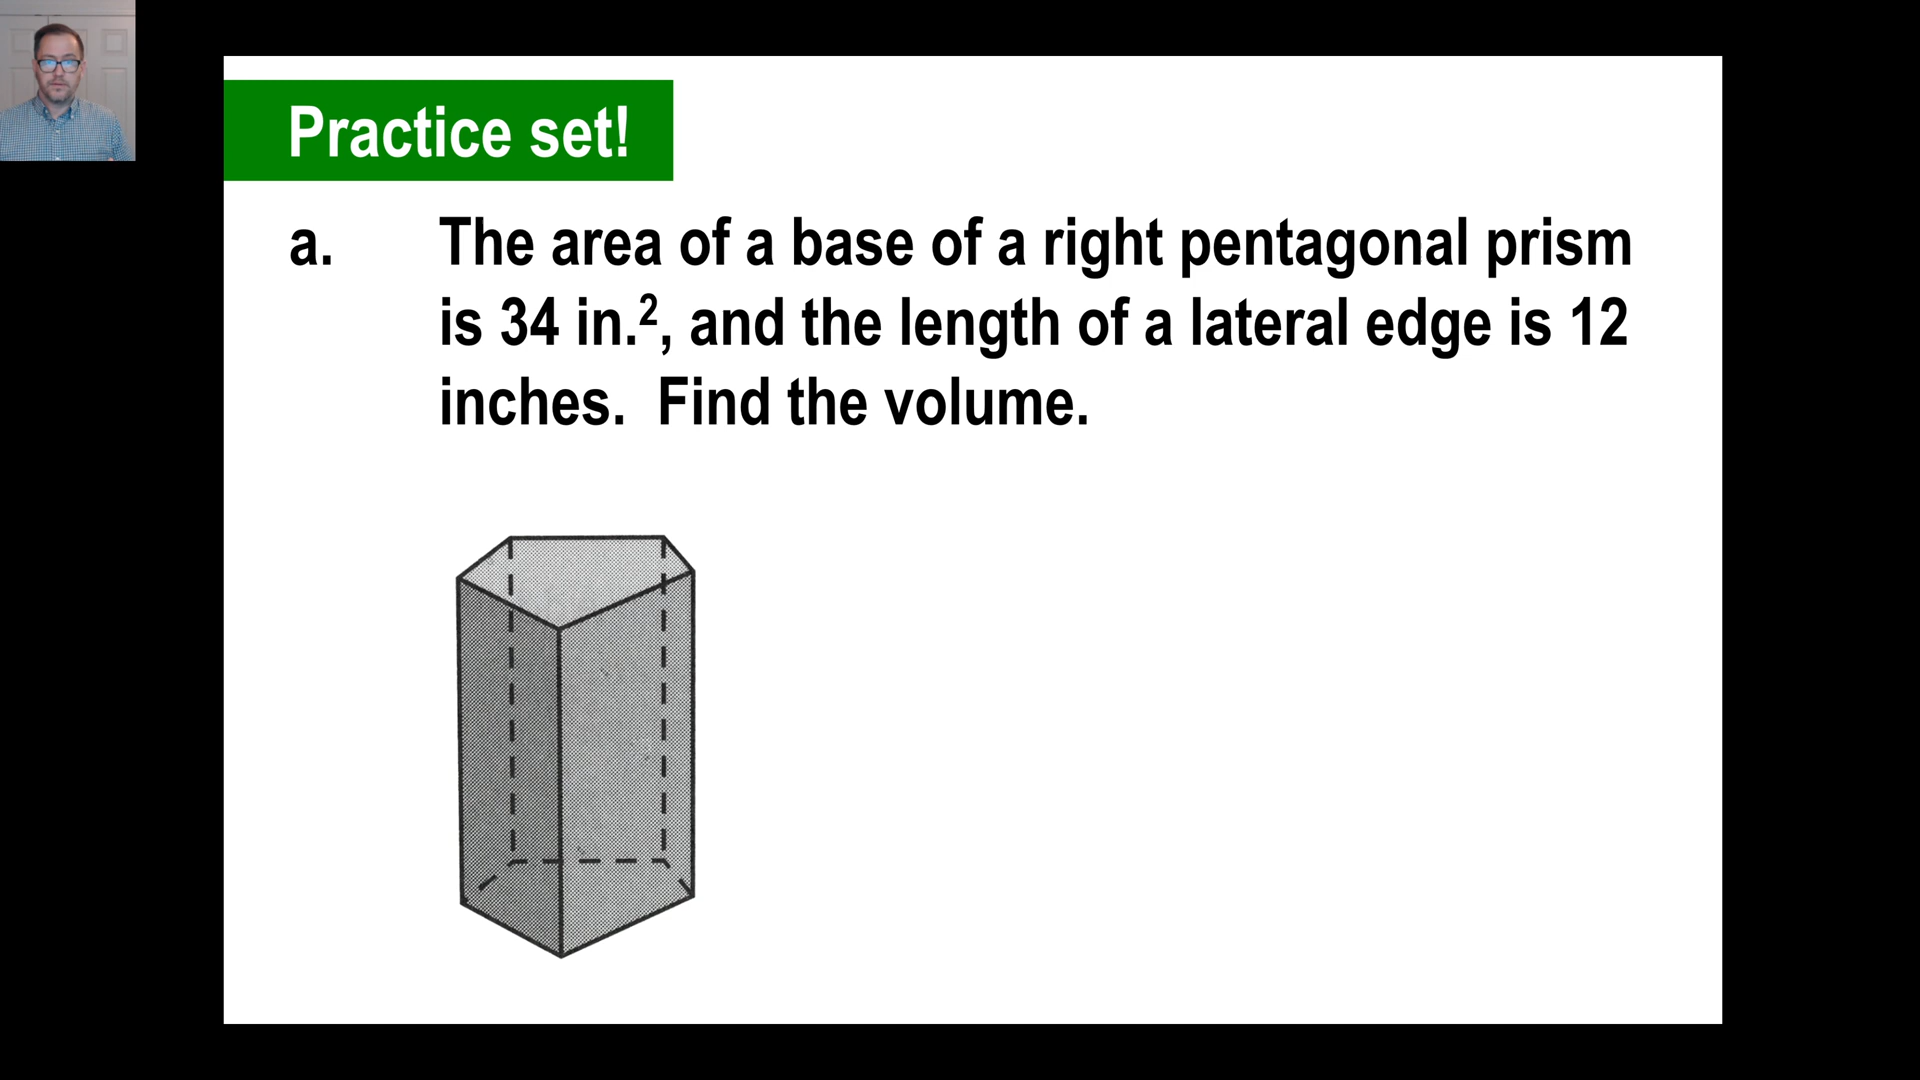 Practice set!
a. The area of a base of a right pentagonal prism
is 34 in.², and the length of a lateral edge is 12
inches. Find the volume.